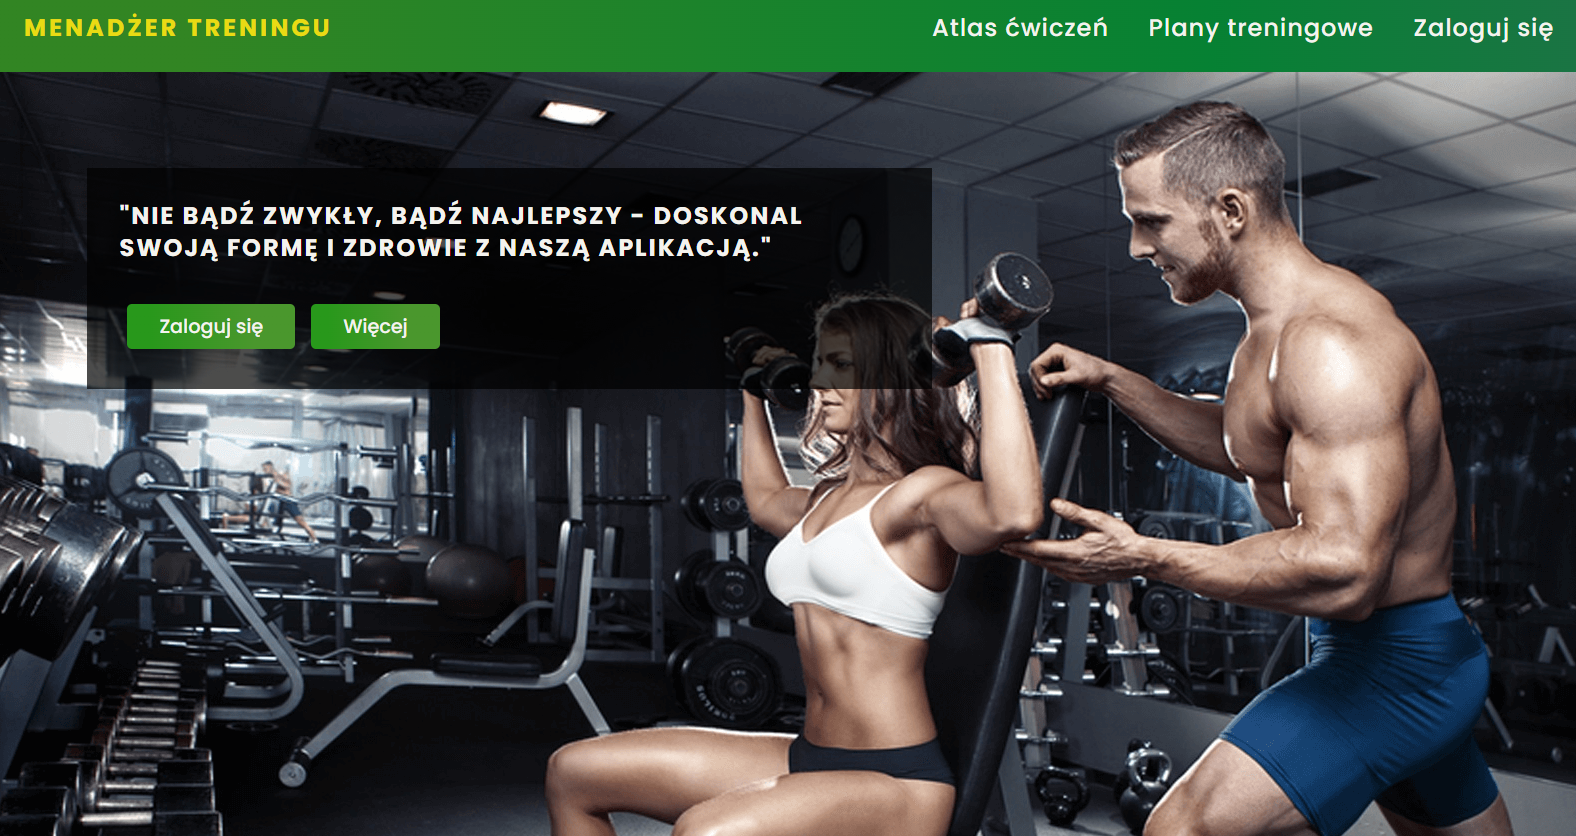 MENADŻER TRENINGU
Atlas ćwiczeń
Plany treningowe
Zaloguj się
"NIE BĄDŹ ZWYKŁY, BĄDŹ NAJLEPSZY - DOSKONAL
SWOJĄ FORMĘ I ZDROWIE Z NASZĄ APLIKACJĄ."
Zaloguj się
Więcej